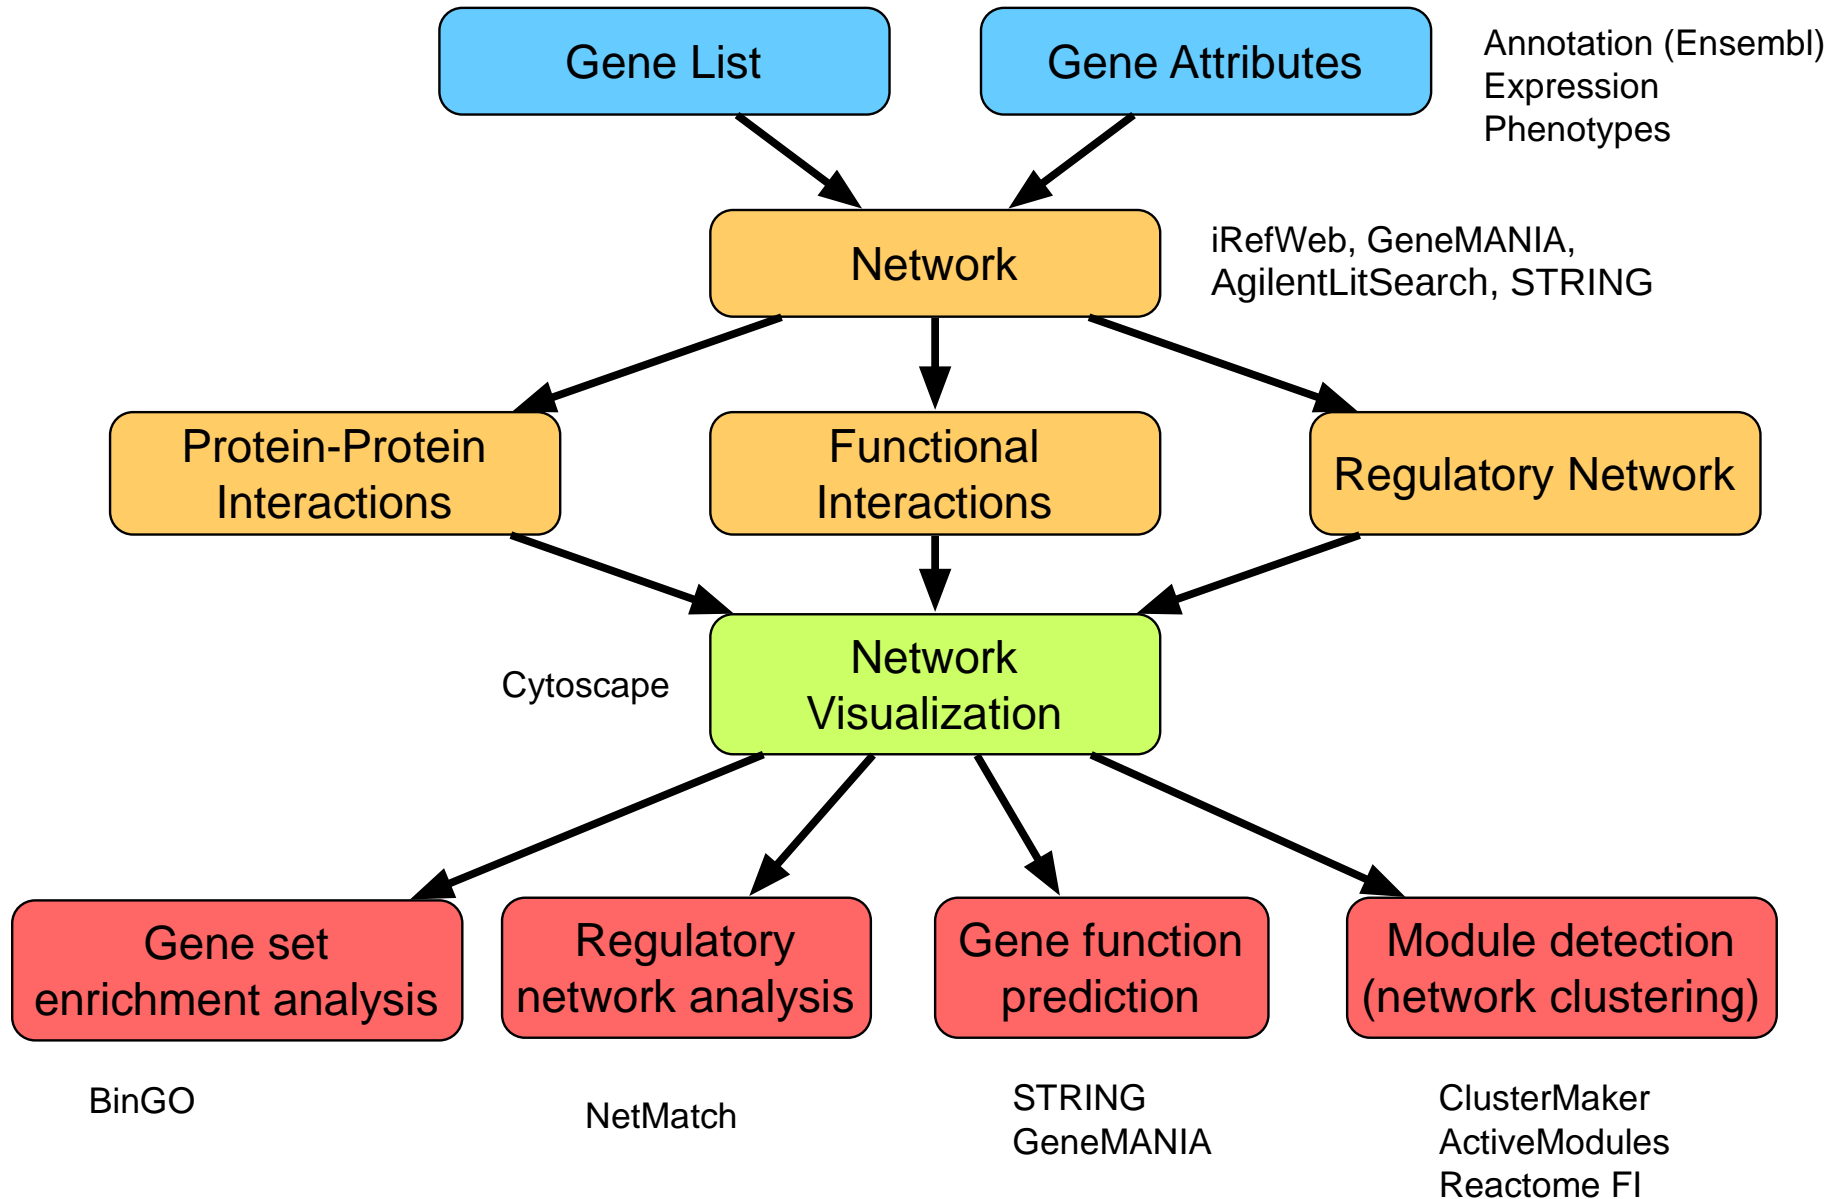 Gene List
Gene Attributes
Annotation (Ensembl)
Expression
Phenotypes
Network
iRefWeb, GeneMANIA,
AgilentLitSearch, STRING
Protein-Protein
Interactions
Functional
Interactions
Regulatory Network
Cytoscape
Network
Visualization
Gene set
enrichment analysis
Regulatory
network analysis
Gene function
prediction
Module detection
(network clustering)
BinGO
NetMatch
STRING
GeneMANIA
ClusterMaker
ActiveModules
Reactome FI